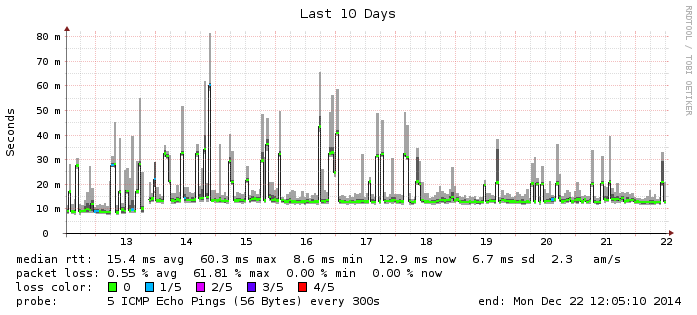 Last 10 Days
RRDTOOL / TOBI OETIKER
Seconds
80 m
70 m
60 m
50 m
40 m
30 m
20 m
10 m
0
13 14 15 16 17 18 19 20 21 22
median rtt: 15.4 ms avg 60.3 ms max 8.6 ms min 12.9 ms now 6.7 ms sd 2.3 am/s
packet loss: 0.55 % avg 61.81 % max 0.00 % min 0.00 % now
loss color: 0 1/5 2/5 3/5 4/5
probe: 5 ICMP Echo Pings (56 Bytes) every 300s end: Mon Dec 22 12:05:10 2014